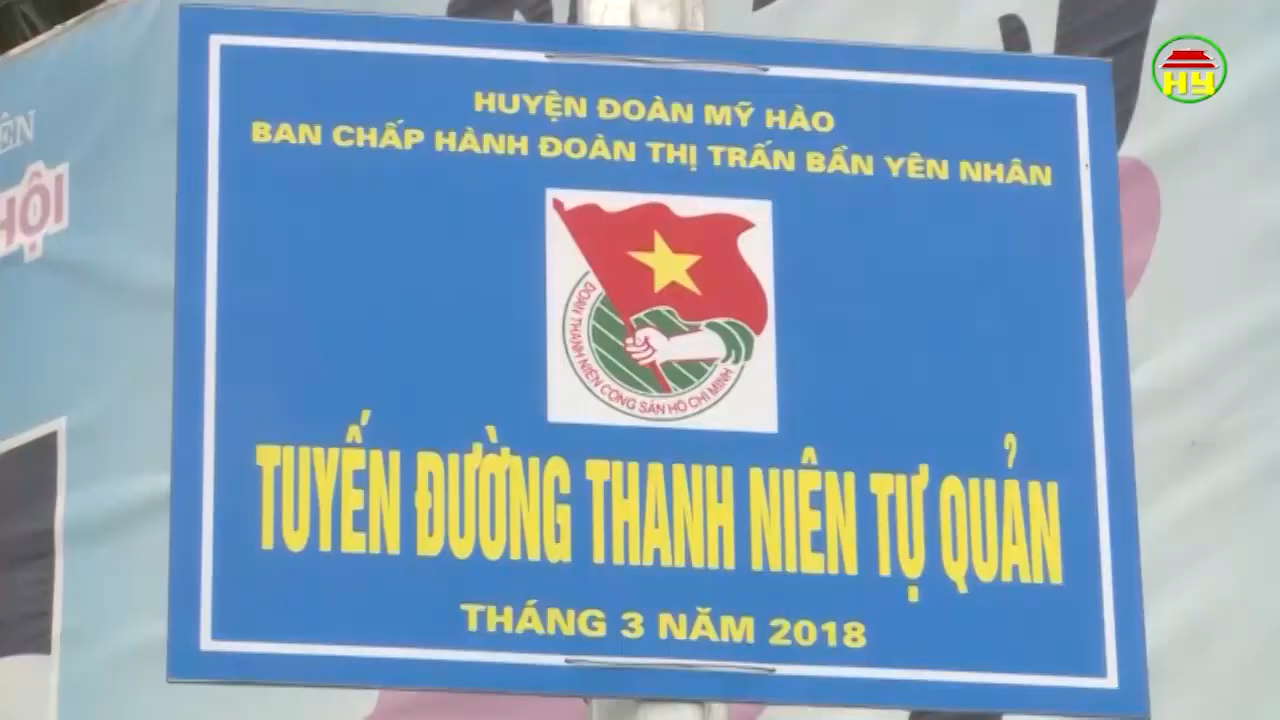 HUYỆN ĐOÀN MỸ HÀO
BAN CHẤP HÀNH ĐOÀN THỊ TRẤN BẦN YÊN NHÂN
ĐOÀN THANH NIÊN CỘNG SẢN HỒ CHÍ MINH
TUYẾN ĐƯỜNG THANH NIÊN TỰ QUẢN
THÁNG 3 NĂM 2018
HY
HỘI